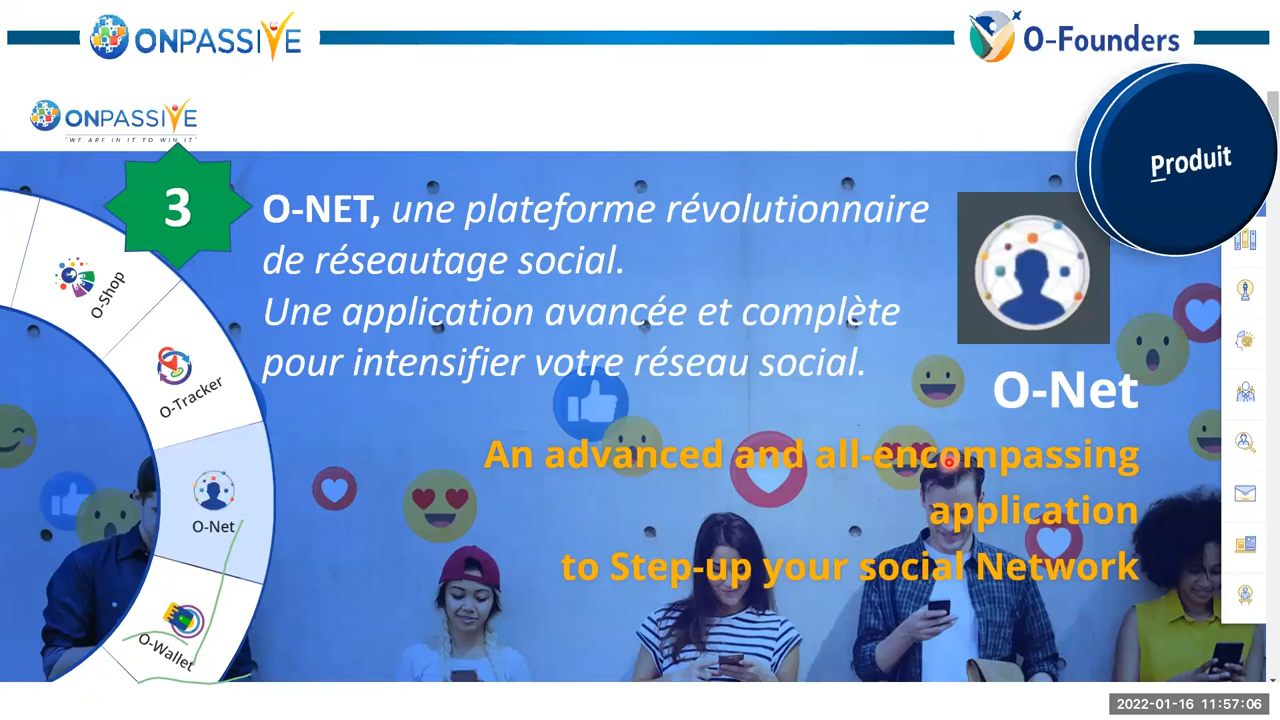 ONPASSIVE
O-Founders
ONPASSIVE
"WE ARE IN IT TO WIN IT"
Produit
3
O-NET, une plateforme révolutionnaire
de réseautage social.
Une application avancée et complète
pour intensifier votre réseau social.
O-Shop
O-Tracker
O-Net
O-Wallet
O-Net
An advanced and all-encompassing
application
to Step-up your social Network
2022-01-16 11:57:06